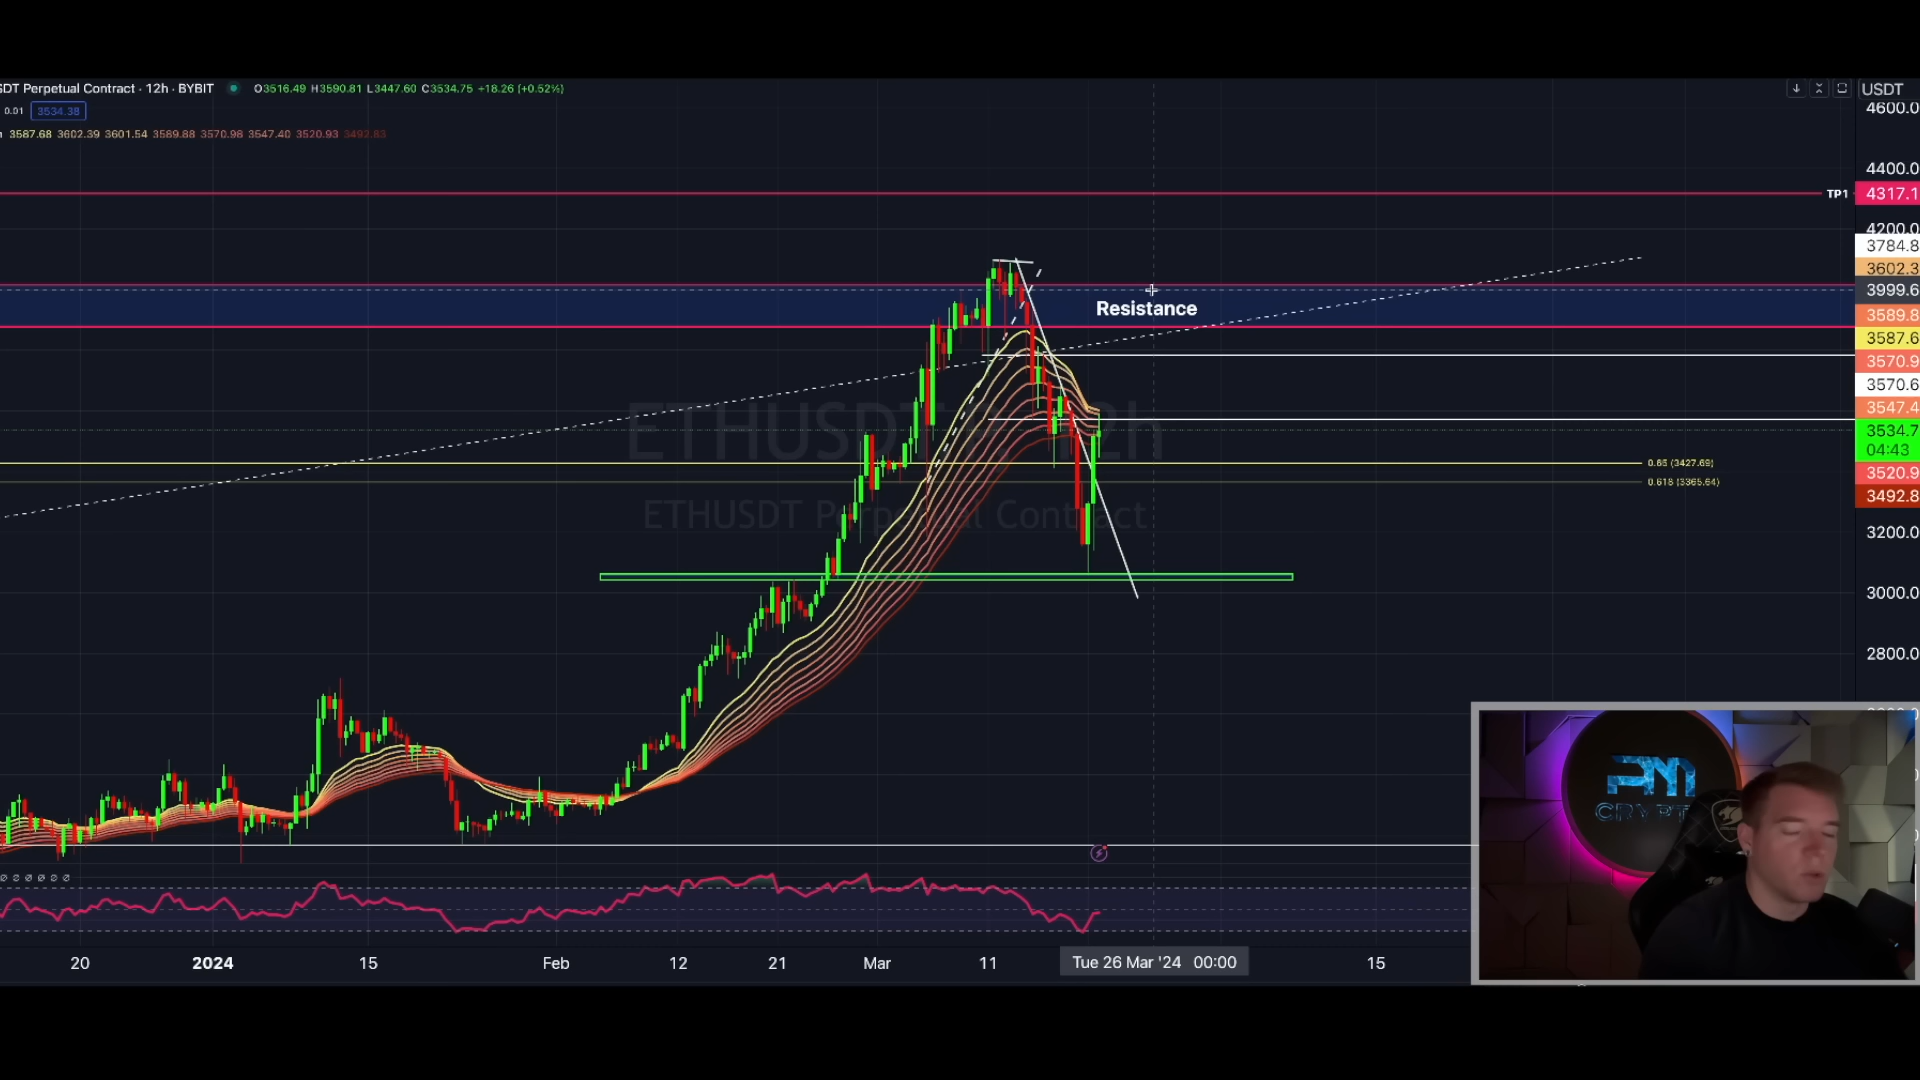 SDT Perpetual Contract · 12h · BYBIT O3516.49 H3590.81 L3447.60 C3534.75 +18.26 (+0.52%)
0.01 3534.38
3587.68 3602.39 3601.54 3589.88 3570.98 3547.40 3520.93 3492.83
USDT
4600.0
4400.0
TP1 4317.1
4200.0
3784.8
3602.3
3999.6
Resistance
3589.8
3587.6
3570.9
3570.6
3547.4
3534.7
04:43
3520.9
3492.8
0.65 (3427.69)
0.618 (3365.64)
ETHUSDT 12h
ETHUSDT Perpetual Contract
3200.0
3000.0
2800.0
PM
CRYPT
20 2024 15 Feb 12 21 Mar 11 Tue 26 Mar '24 00:00 15